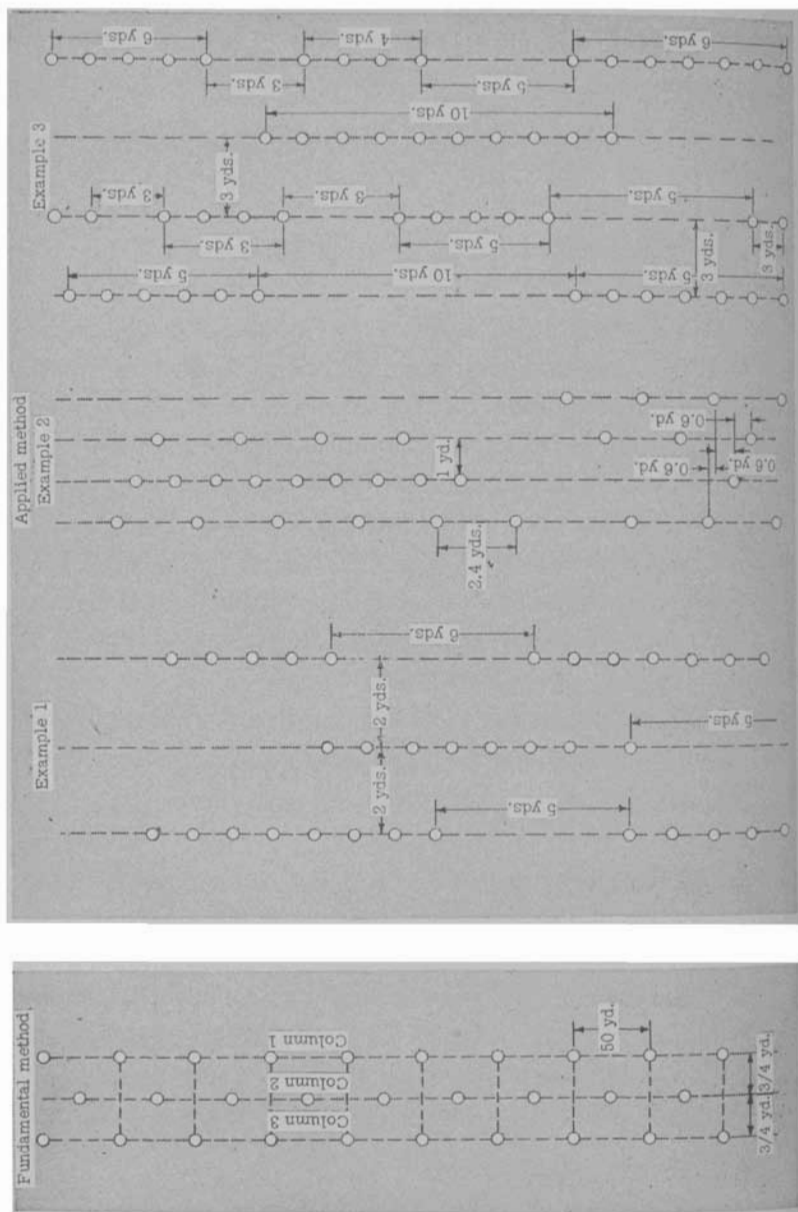 Applied method
Example 1
2 yds.
2 yds.
5 yds.
5 yds.
6 yds.
Example 2
2.4 yds.
1 yd.
0.6 yd.
0.6 yd.
0.6 yd.
Example 3
5 yds.
10 yds.
5 yds.
3 yds.
3 yds.
3 yds.
3 yds.
5 yds.
5 yds.
3 yds.
3 yds.
10 yds.
6 yds.
3 yds.
4 yds.
5 yds.
6 yds.
Fundamental method
Column 3
Column 2
Column 1
50 yd.
3/4 yd.
3/4 yd.